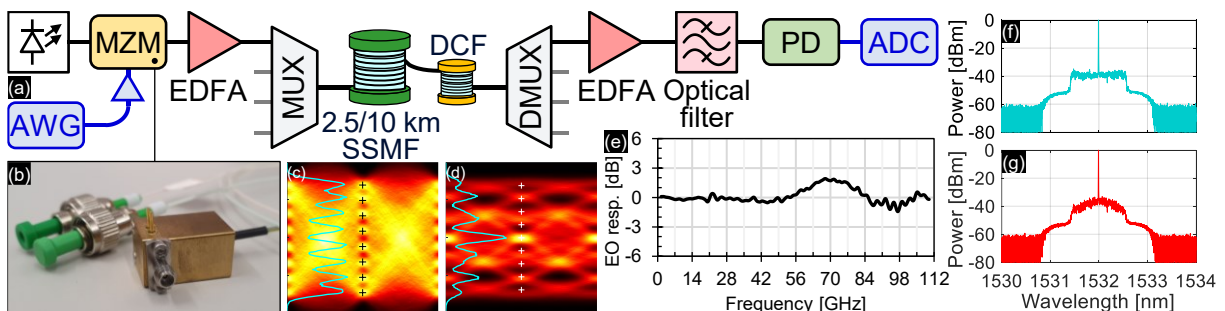 (a)
MZM
AWG
EDFA
MUX
2.5/10 km
SSMF
DCF
DMUX
EDFA
Optical
filter
PD
ADC
(b)
(c)
(d)
(e)
EO resp. [dB]
6
3
0
-3
-6
0 14 28 42 56 70 84 98 112
Frequency [GHz]
(f)
Power [dBm]
0
-40
-60
-80
(g)
Power [dBm]
0
-40
-60
-80
1530 1531 1532 1533 1534
Wavelength [nm]